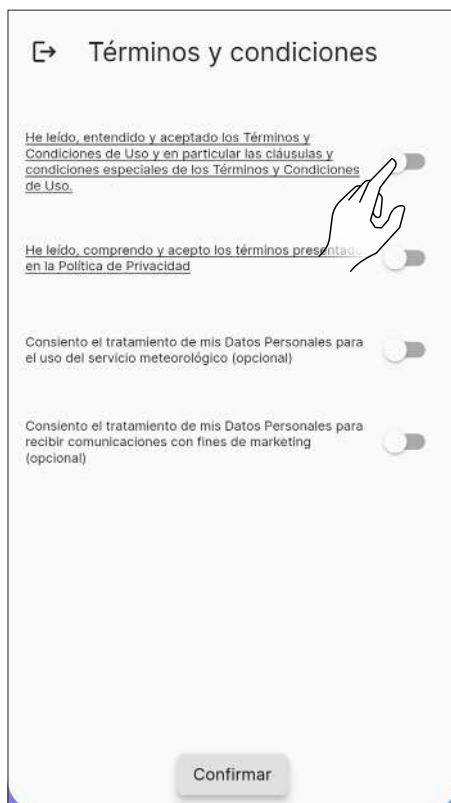 Términos y condiciones
He leído, entendido y aceptado los Términos y
Condiciones de Uso y en particular las cláusulas y
condiciones especiales de los Términos y Condiciones
de Uso.
He leído, comprendo y acepto los términos
en la Política de Privacidad
Consiento el tratamiento de mis Datos Personales para
el uso del servicio meteorológico (opcional)
Consiento el tratamiento de mis Datos Personales para
recibir comunicaciones con fines de marketing
(opcional)
Confirmar